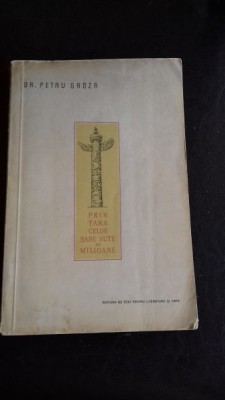 DR. PETRU GROZA
PRIN
ȚARA
CELOR
ȘASE SUTE
DE
MILIOANE
EDITURA DE STAT PENTRU LITERATURĂ ȘI ARTĂ